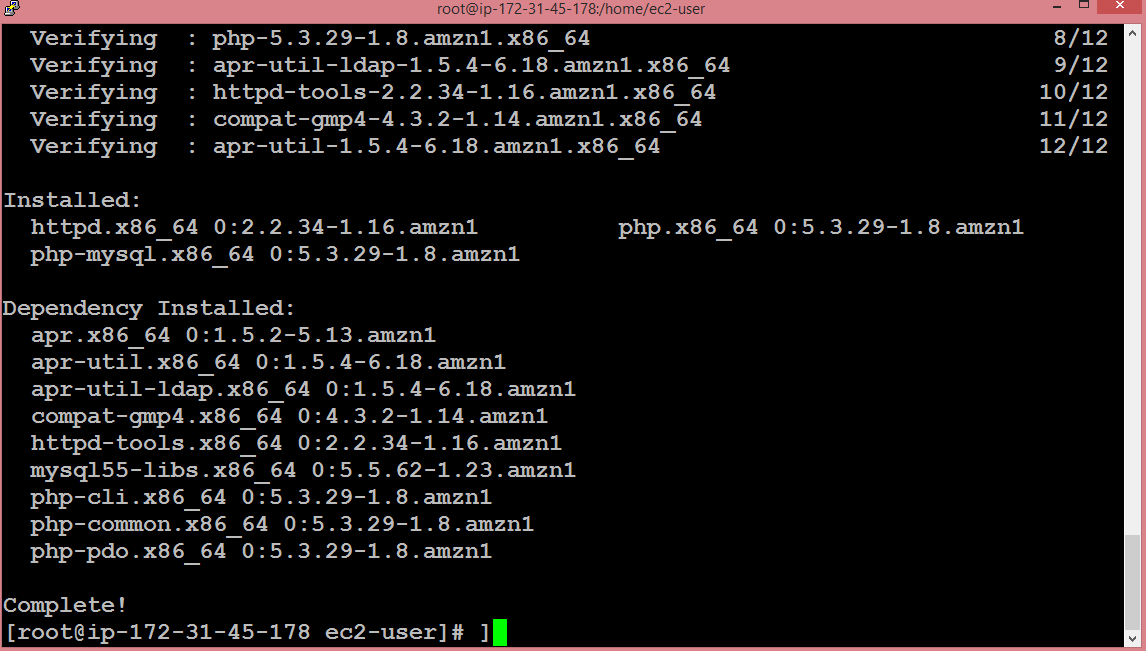 root@ip-172-31-45-178:/home/ec2-user
  Verifying  : php-5.3.29-1.8.amzn1.x86_64                                 8/12
  Verifying  : apr-util-ldap-1.5.4-6.18.amzn1.x86_64                       9/12
  Verifying  : httpd-tools-2.2.34-1.16.amzn1.x86_64                       10/12
  Verifying  : compat-gmp4-4.3.2-1.14.amzn1.x86_64                        11/12
  Verifying  : apr-util-1.5.4-6.18.amzn1.x86_64                           12/12
Installed:
  httpd.x86_64 0:2.2.34-1.16.amzn1          php.x86_64 0:5.3.29-1.8.amzn1
  php-mysql.x86_64 0:5.3.29-1.8.amzn1
Dependency Installed:
  apr.x86_64 0:1.5.2-5.13.amzn1
  apr-util.x86_64 0:1.5.4-6.18.amzn1
  apr-util-ldap.x86_64 0:1.5.4-6.18.amzn1
  compat-gmp4.x86_64 0:4.3.2-1.14.amzn1
  httpd-tools.x86_64 0:2.2.34-1.16.amzn1
  mysql55-libs.x86_64 0:5.5.62-1.23.amzn1
  php-cli.x86_64 0:5.3.29-1.8.amzn1
  php-common.x86_64 0:5.3.29-1.8.amzn1
  php-pdo.x86_64 0:5.3.29-1.8.amzn1
Complete!
[root@ip-172-31-45-178 ec2-user]# ]